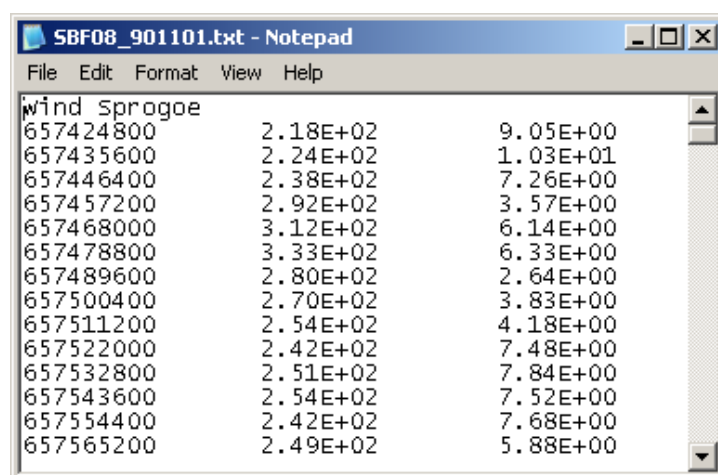 SBF08_901101.txt - Notepad
File Edit Format View Help
Wind Sprogoe
657424800 2.18E+02 9.05E+00
657435600 2.24E+02 1.03E+01
657446400 2.38E+02 7.26E+00
657457200 2.92E+02 3.57E+00
657468000 3.12E+02 6.14E+00
657478800 3.33E+02 6.33E+00
657489600 2.80E+02 2.64E+00
657500400 2.70E+02 3.83E+00
657511200 2.54E+02 4.18E+00
657522000 2.42E+02 7.48E+00
657532800 2.51E+02 7.84E+00
657543600 2.54E+02 7.52E+00
657554400 2.42E+02 7.68E+00
657565200 2.49E+02 5.88E+00